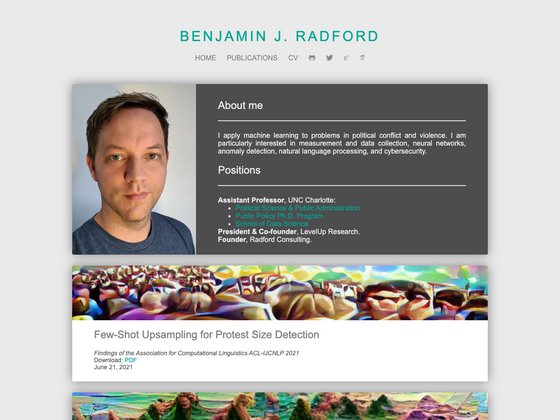 BENJAMIN J. RADFORD
HOME PUBLICATIONS CV
About me
I apply machine learning to problems in political conflict and violence. I am
particularly interested in measurement and data collection, neural networks,
anomaly detection, natural language processing, and cybersecurity.
Positions
Assistant Professor, UNC Charlotte:
Political Science & Public Administration
Public Policy Ph.D. Program
School of Data Science
President & Co-founder, LevelUp Research.
Founder, Radford Consulting.
Few-Shot Upsampling for Protest Size Detection
Findings of the Association for Computational Linguistics ACL-IJCNLP 2021
Download: PDF
June 21, 2021